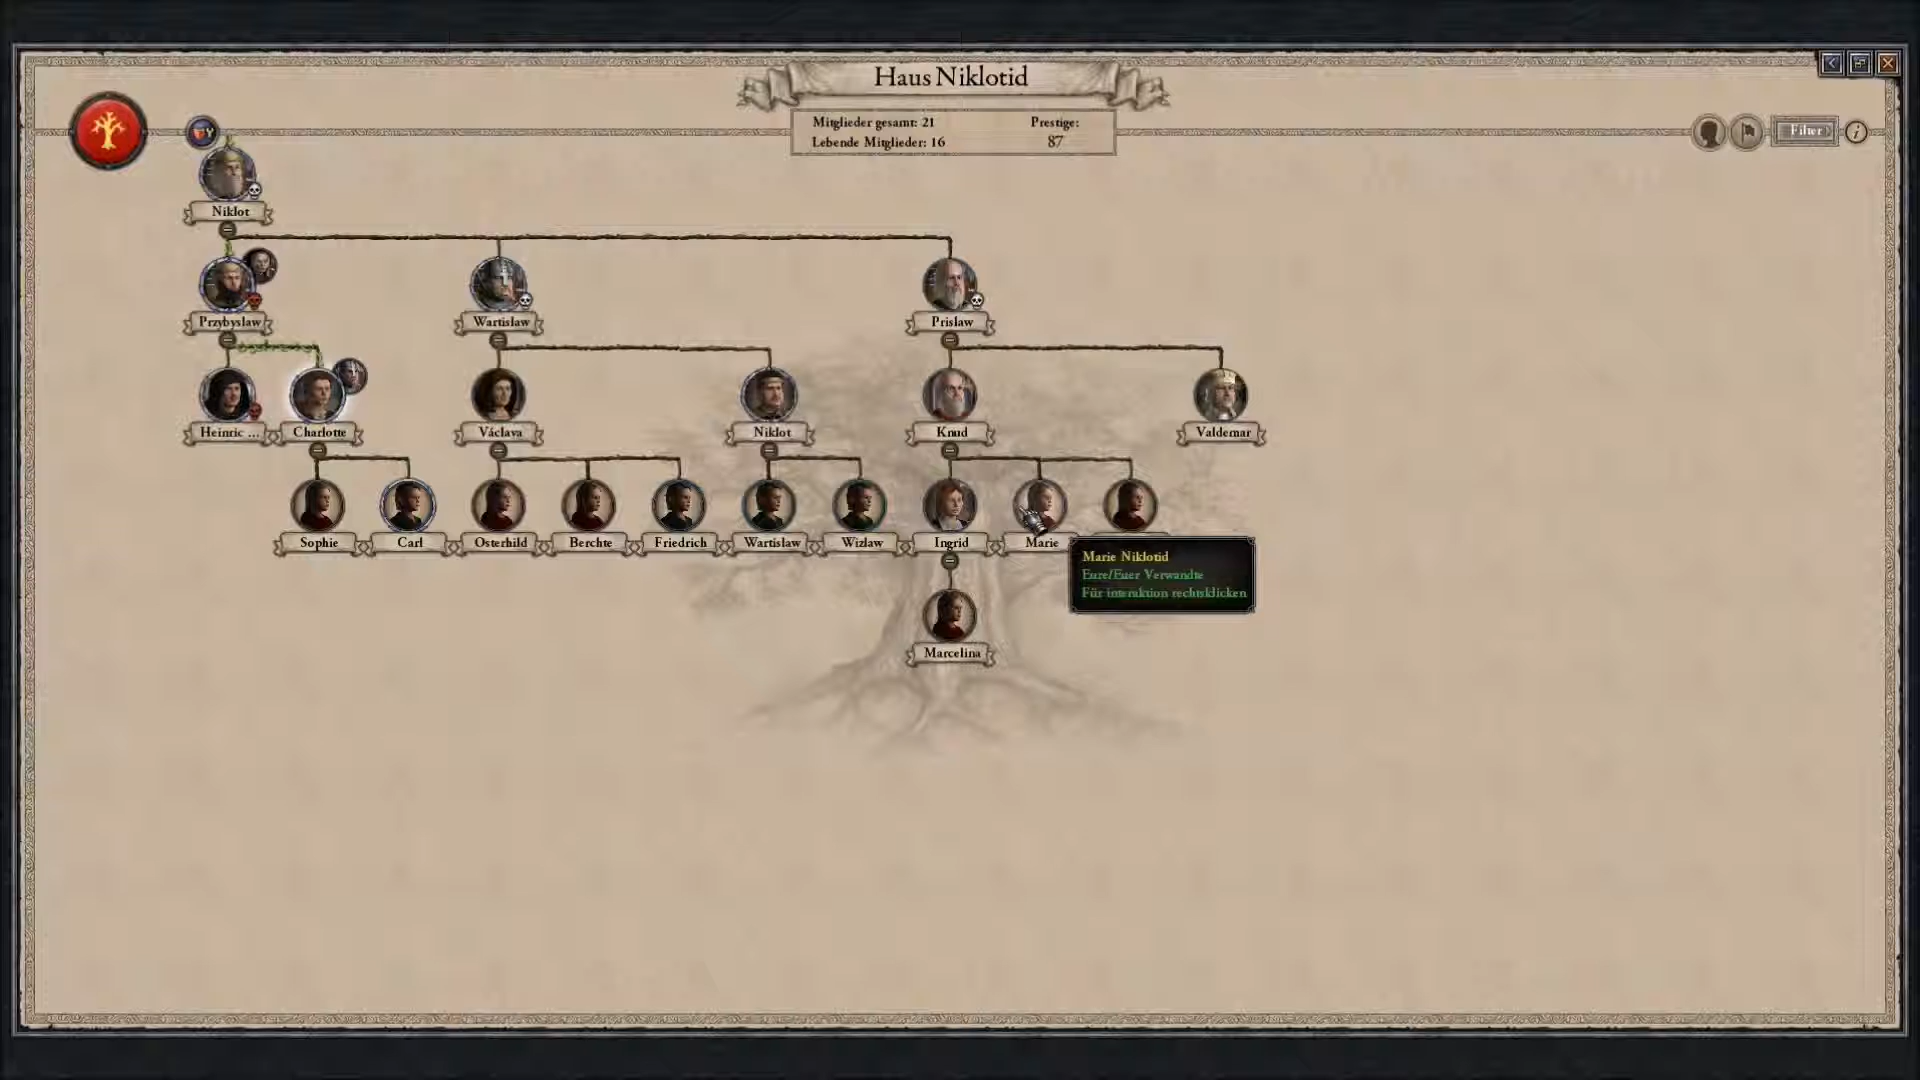 Haus Niklotid
Mitglieder gesamt: 21
Prestige:
Lebende Mitglieder: 16
87
Filter
Niklot
Przybyslaw
Wartislaw
Prislaw
Heinric ...
Charlotte
Václava
Niklot
Knud
Valdemar
Sophie
Carl
Osterhild
Berchte
Friedrich
Wartislaw
Wizlaw
Ingrid
Marie
Marie Niklotid
Eure/Euer Verwandte
Für interaktion rechtsklicken
Marcelina